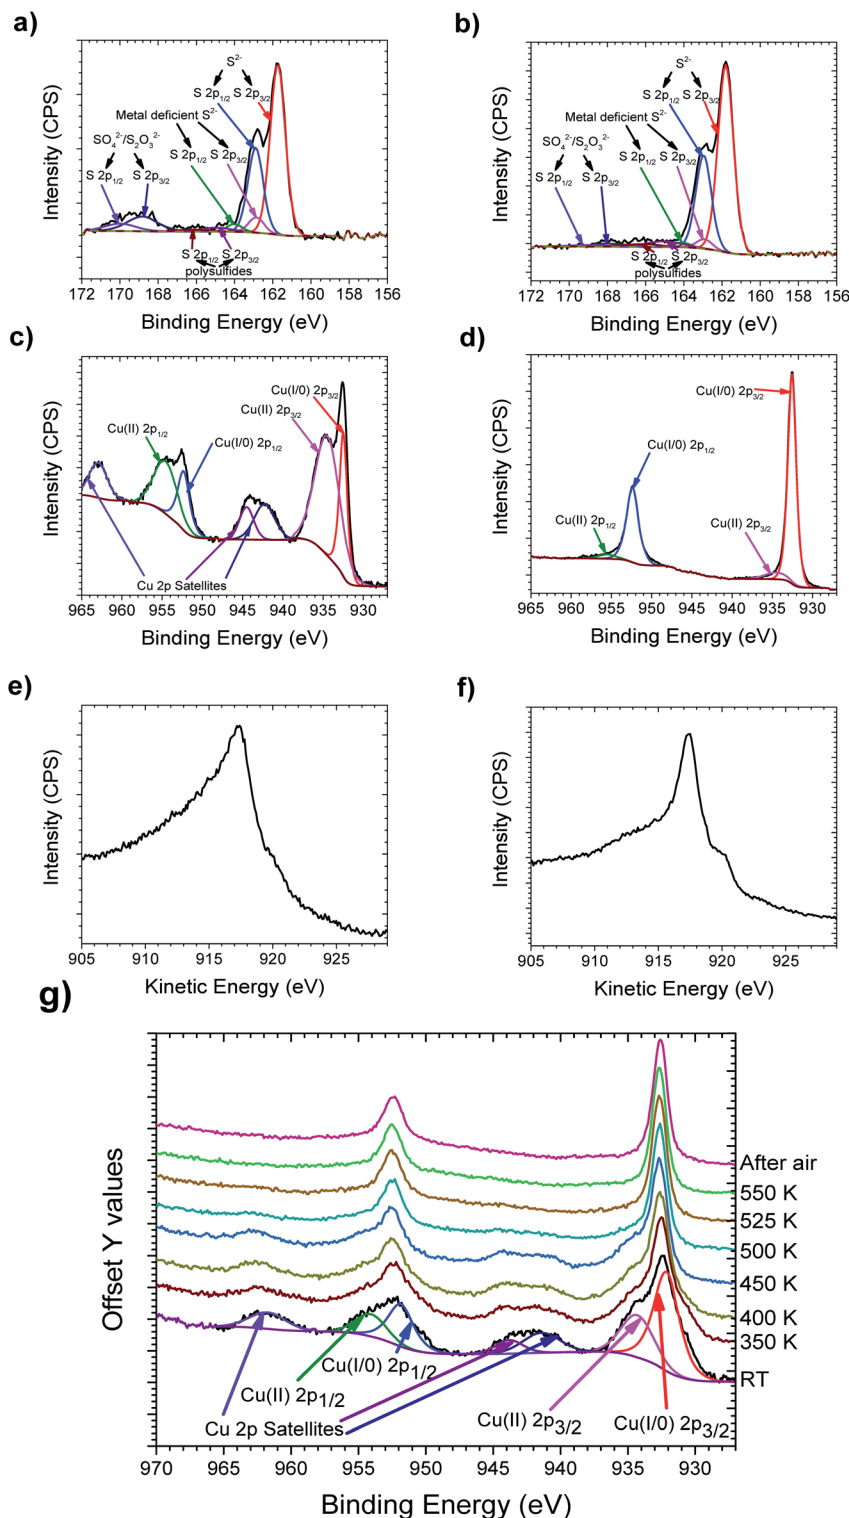 a)
S²⁻
S 2p₁/₂ S 2p₃/₂
Metal deficient S²⁻
SO₄²⁻/S₂O₃²⁻
S 2p₁/₂ S 2p₃/₂
S 2p₁/₂ S 2p₃/₂
S 2p₁/₂ S 2p₃/₂
polysulfides
Intensity (CPS)
172 170 168 166 164 162 160 158 156
Binding Energy (eV)
b)
S²⁻
S 2p₁/₂ S 2p₃/₂
Metal deficient S²⁻
SO₄²⁻/S₂O₃²⁻
S 2p₁/₂ S 2p₃/₂
S 2p₁/₂ S 2p₃/₂
S 2p₁/₂ S 2p₃/₂
polysulfides
Intensity (CPS)
172 170 168 166 164 162 160 158 156
Binding Energy (eV)
c)
Cu(I/0) 2p₃/₂
Cu(II) 2p₃/₂
Cu(II) 2p₁/₂
Cu(I/0) 2p₁/₂
Cu 2p Satellites
Intensity (CPS)
965 960 955 950 945 940 935 930
Binding Energy (eV)
d)
Cu(I/0) 2p₃/₂
Cu(I/0) 2p₁/₂
Cu(II) 2p₁/₂
Cu(II) 2p₃/₂
Intensity (CPS)
965 960 955 950 945 940 935 930
Binding Energy (eV)
e)
Intensity (CPS)
905 910 915 920 925
Kinetic Energy (eV)
f)
Intensity (CPS)
905 910 915 920 925
Kinetic Energy (eV)
g)
Offset Y values
After air
550 K
525 K
500 K
450 K
400 K
350 K
RT
Cu(I/0) 2p₁/₂
Cu(II) 2p₁/₂
Cu 2p Satellites
Cu(II) 2p₃/₂
Cu(I/0) 2p₃/₂
970 965 960 955 950 945 940 935 930
Binding Energy (eV)